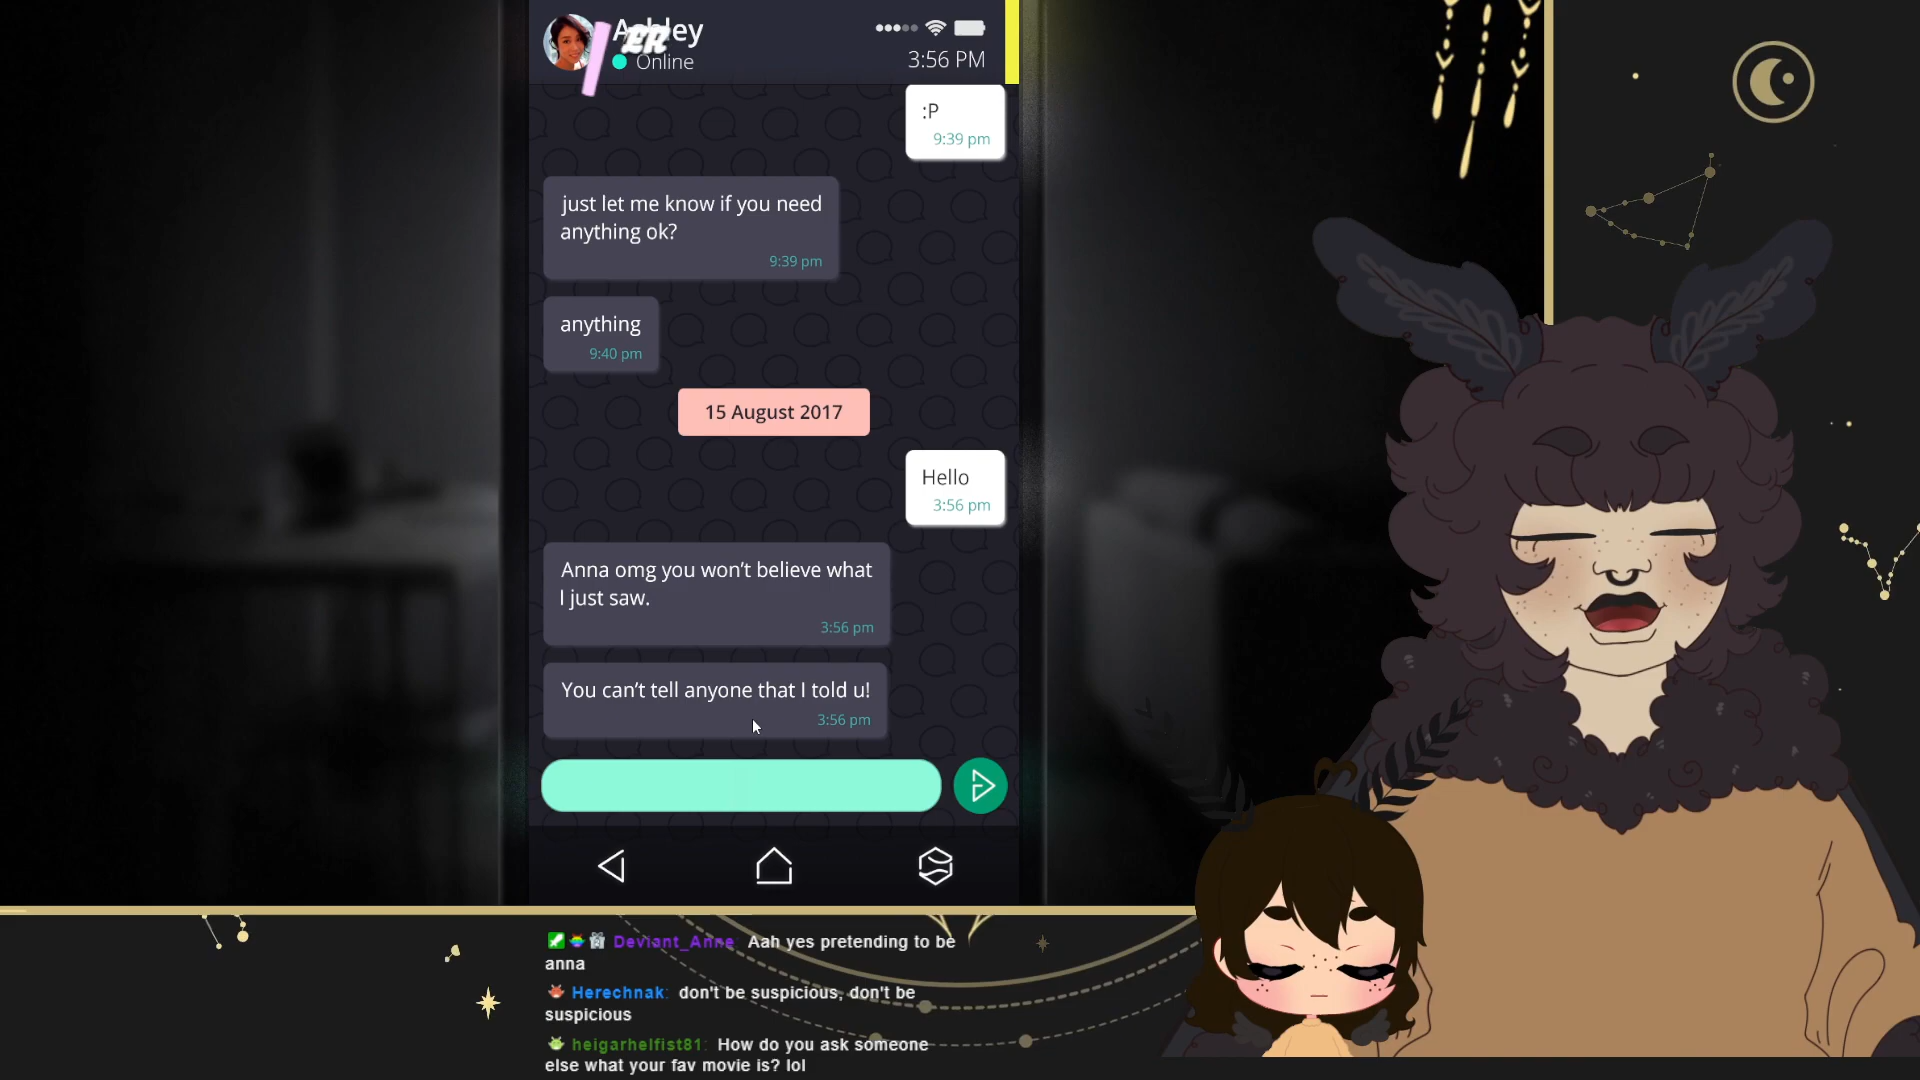 Ashley
ER
Online
3:56 PM
:P
9:39 pm
just let me know if you need
anything ok?
9:39 pm
anything
9:40 pm
15 August 2017
Hello
3:56 pm
Anna omg you won't believe what
I just saw.
3:56 pm
You can't tell anyone that I told u!
3:56 pm
Deviant_Anne: Aah yes pretending to be
anna
Herechnak: don't be suspicious, don't be
suspicious
heigarhelfist81: How do you ask someone
else what your fav movie is? lol